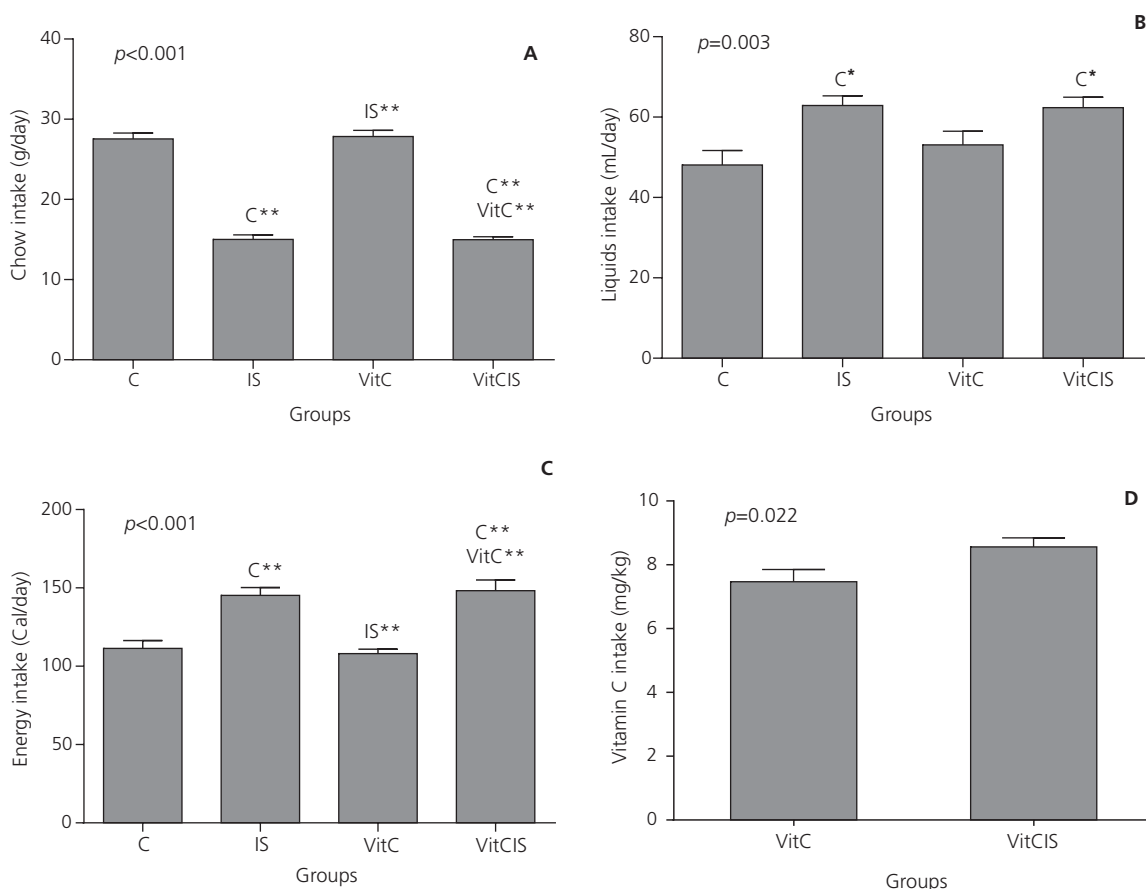 A
p<0.001
Chow intake (g/day)
40
30
20
10
0
C**
IS**
C**
VitC**
C IS VitC VitCIS
Groups
B
p=0.003
Liquids intake (mL/day)
80
60
40
20
0
C*
C*
C IS VitC VitCIS
Groups
C
p<0.001
Energy intake (Cal/day)
200
150
100
50
0
C**
IS**
C**
VitC**
C IS VitC VitCIS
Groups
D
p=0.022
Vitamin C intake (mg/kg)
10
8
6
4
2
0
VitC VitCIS
Groups